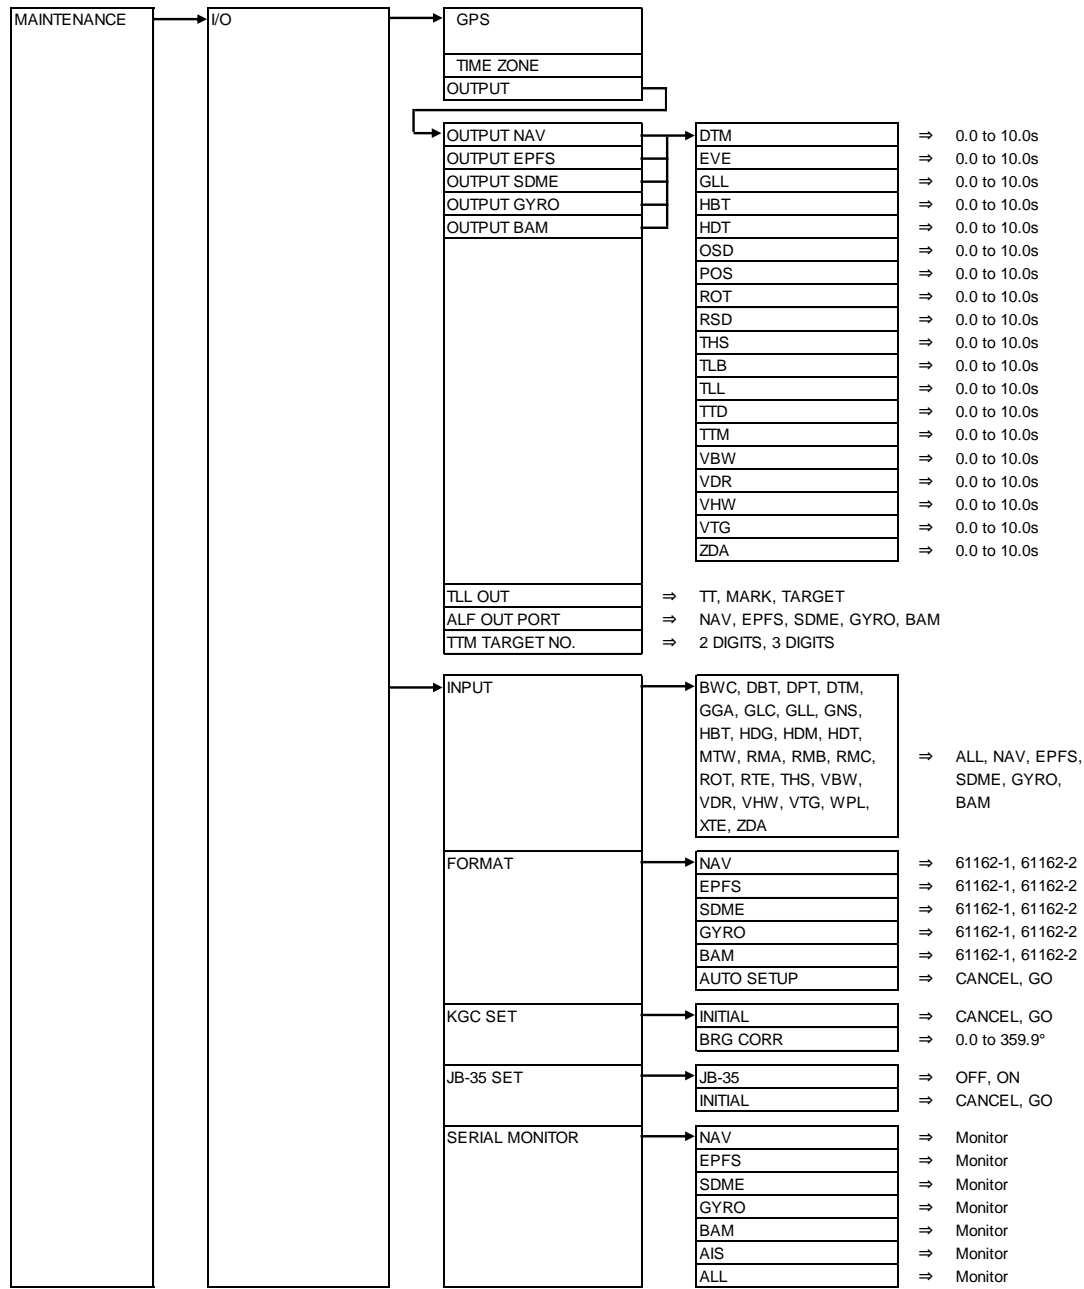 MAINTENANCE I/O GPS
TIME ZONE
OUTPUT
OUTPUT NAV DTM ⇒ 0.0 to 10.0s
OUTPUT EPFS EVE ⇒ 0.0 to 10.0s
OUTPUT SDME GLL ⇒ 0.0 to 10.0s
OUTPUT GYRO HBT ⇒ 0.0 to 10.0s
OUTPUT BAM HDT ⇒ 0.0 to 10.0s
OSD ⇒ 0.0 to 10.0s
POS ⇒ 0.0 to 10.0s
ROT ⇒ 0.0 to 10.0s
RSD ⇒ 0.0 to 10.0s
THS ⇒ 0.0 to 10.0s
TLB ⇒ 0.0 to 10.0s
TLL ⇒ 0.0 to 10.0s
TTD ⇒ 0.0 to 10.0s
TTM ⇒ 0.0 to 10.0s
VBW ⇒ 0.0 to 10.0s
VDR ⇒ 0.0 to 10.0s
VHW ⇒ 0.0 to 10.0s
VTG ⇒ 0.0 to 10.0s
ZDA ⇒ 0.0 to 10.0s
TLL OUT ⇒ TT, MARK, TARGET
ALF OUT PORT ⇒ NAV, EPFS, SDME, GYRO, BAM
TTM TARGET NO. ⇒ 2 DIGITS, 3 DIGITS
INPUT BWC, DBT, DPT, DTM,
GGA, GLC, GLL, GNS,
HBT, HDG, HDM, HDT,
MTW, RMA, RMB, RMC, ⇒ ALL, NAV, EPFS,
ROT, RTE, THS, VBW, SDME, GYRO,
VDR, VHW, VTG, WPL, BAM
XTE, ZDA
FORMAT NAV ⇒ 61162-1, 61162-2
EPFS ⇒ 61162-1, 61162-2
SDME ⇒ 61162-1, 61162-2
GYRO ⇒ 61162-1, 61162-2
BAM ⇒ 61162-1, 61162-2
AUTO SETUP ⇒ CANCEL, GO
KGC SET INITIAL ⇒ CANCEL, GO
BRG CORR ⇒ 0.0 to 359.9°
JB-35 SET JB-35 ⇒ OFF, ON
INITIAL ⇒ CANCEL, GO
SERIAL MONITOR NAV ⇒ Monitor
EPFS ⇒ Monitor
SDME ⇒ Monitor
GYRO ⇒ Monitor
BAM ⇒ Monitor
AIS ⇒ Monitor
ALL ⇒ Monitor